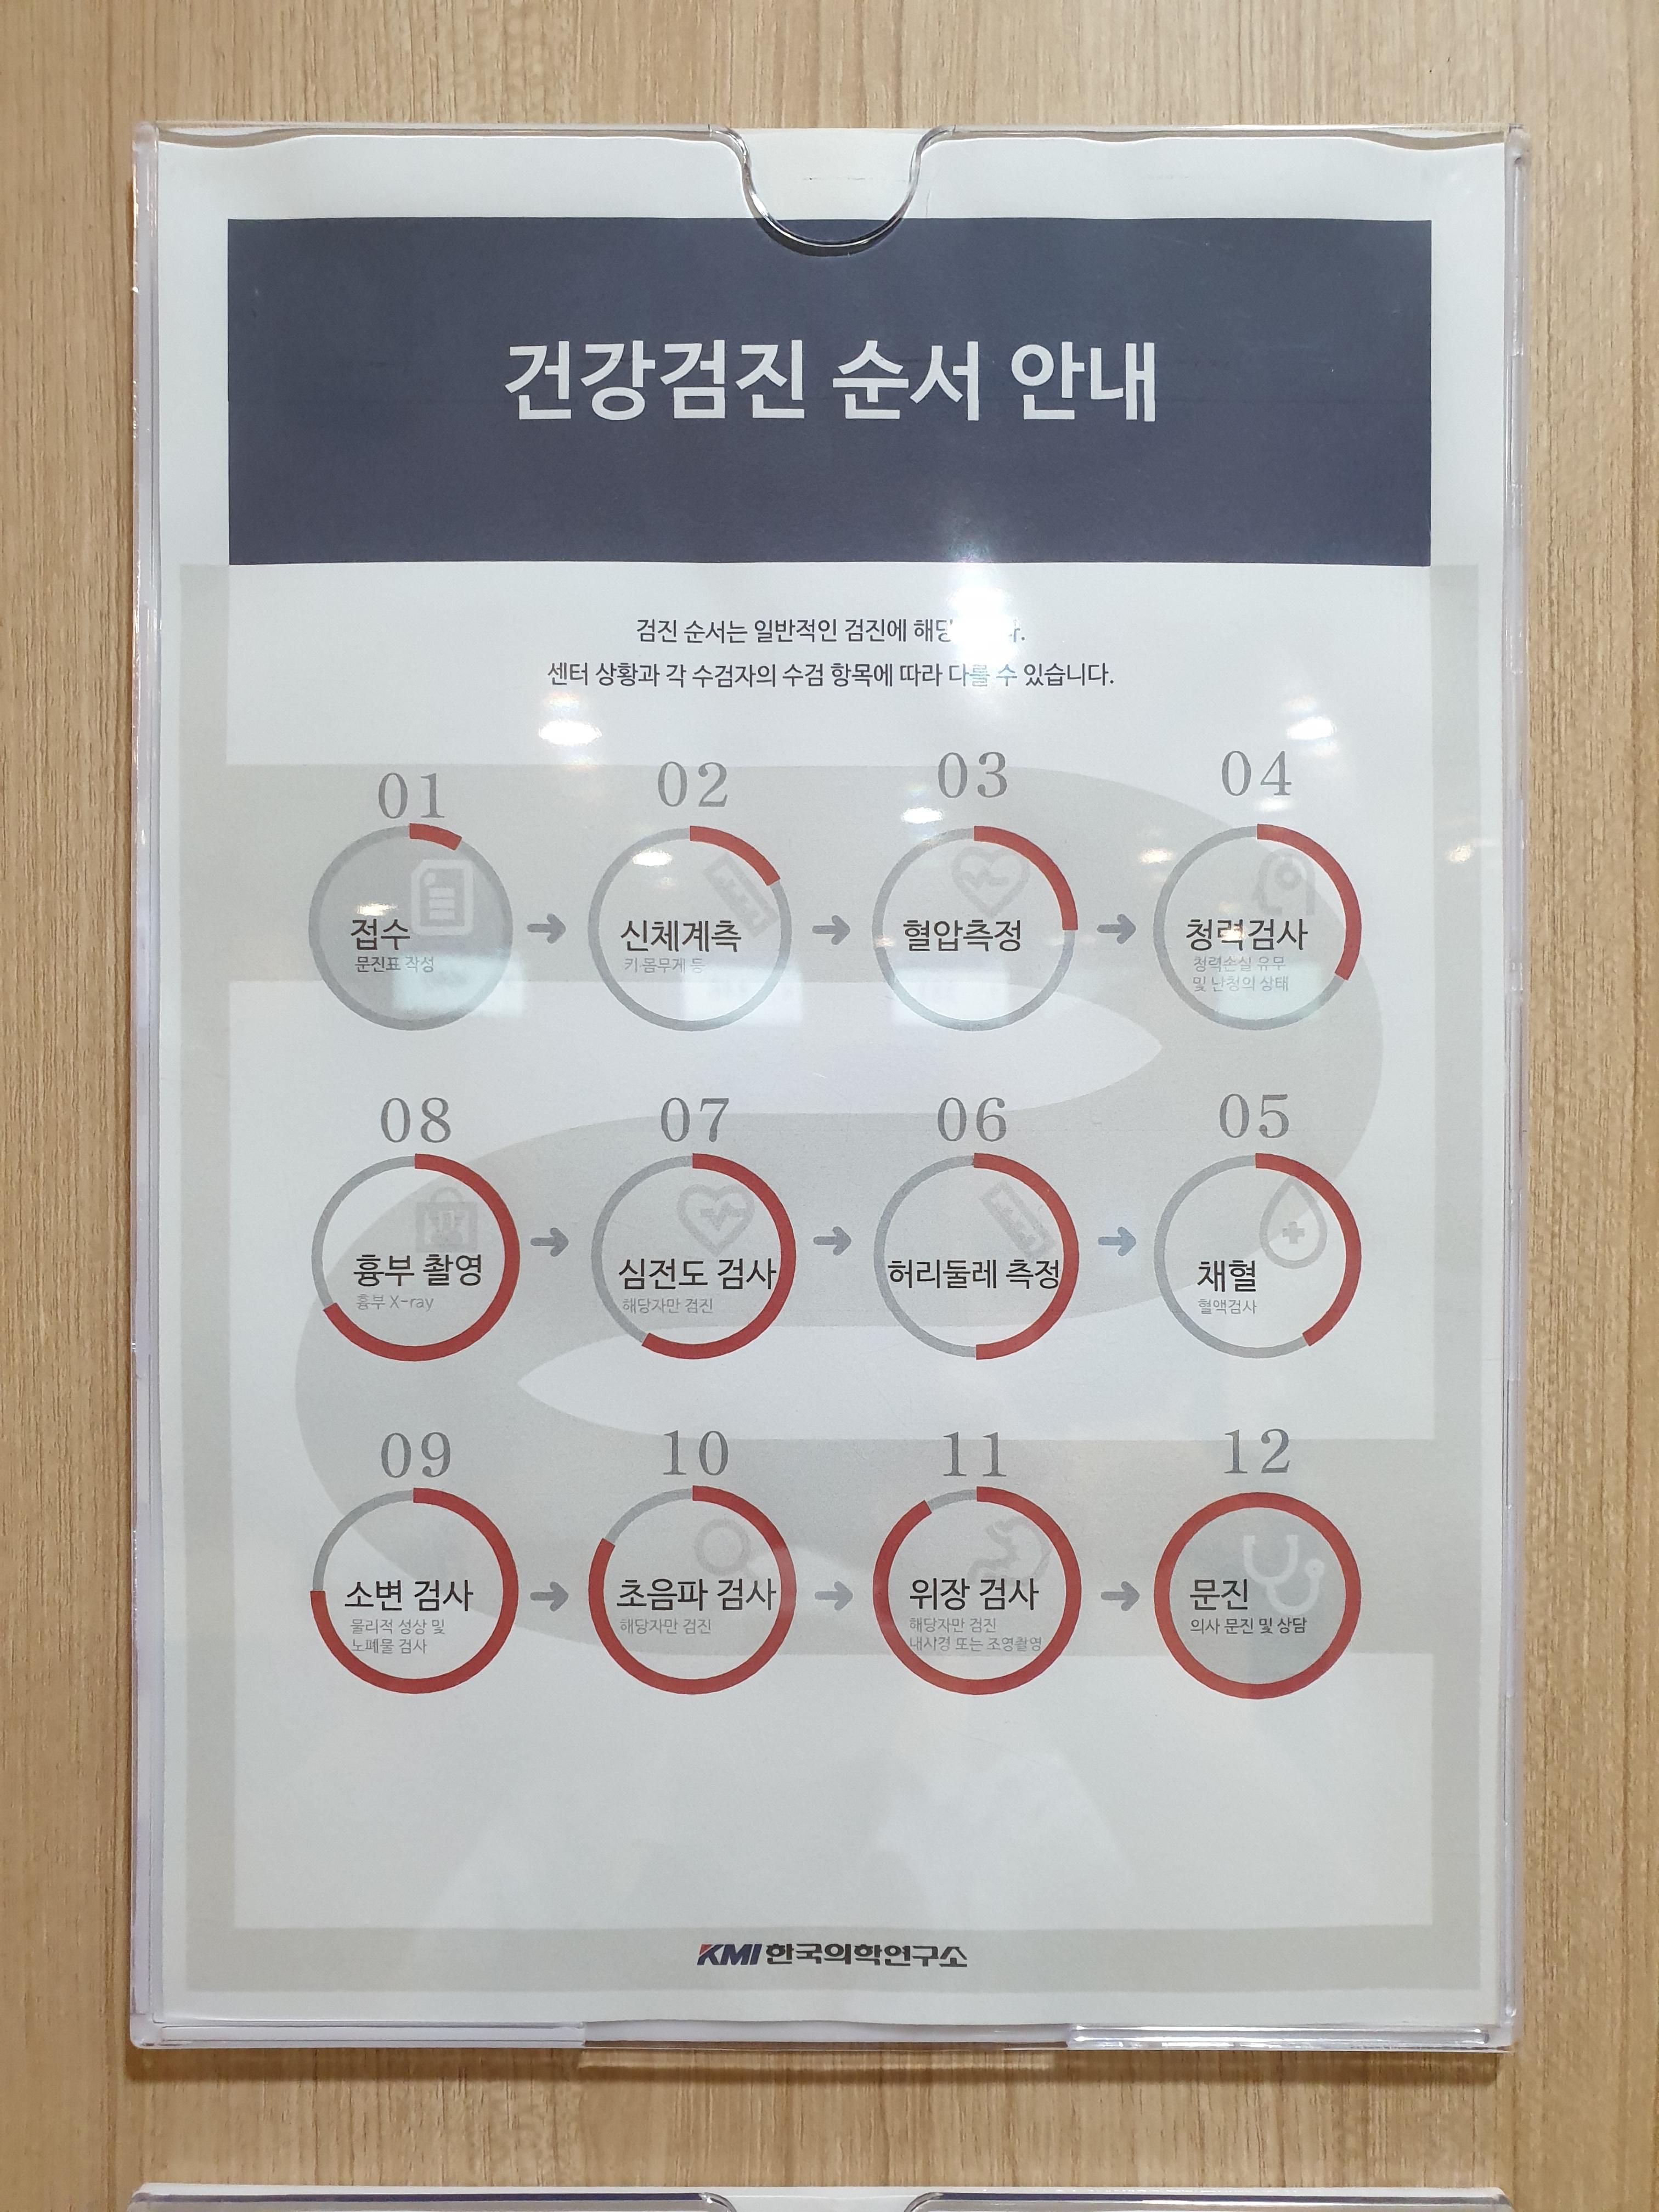 건강검진 순서 안내
검진 순서는 일반적인 검진에
센터 상황과 각 수검자의 수검 항목에 따라 다를 수 있습니다.
01
접수
문진표 작성
02
신체계측
키·몸무게 등
03
혈압측정
04
청력검사
청력손실 유무
및 난청의 상태
05
채혈
혈액검사
06
허리둘레 측정
07
심전도 검사
해당자만 검진
08
흉부 촬영
흉부 X-ray
09
소변 검사
물리적 성상 및
노폐물 검사
10
초음파 검사
해당자만 검진
11
위장 검사
해당자만 검진
내시경 또는 조영촬영
12
문진
의사 문진 및 상담
KMI 한국의학연구소